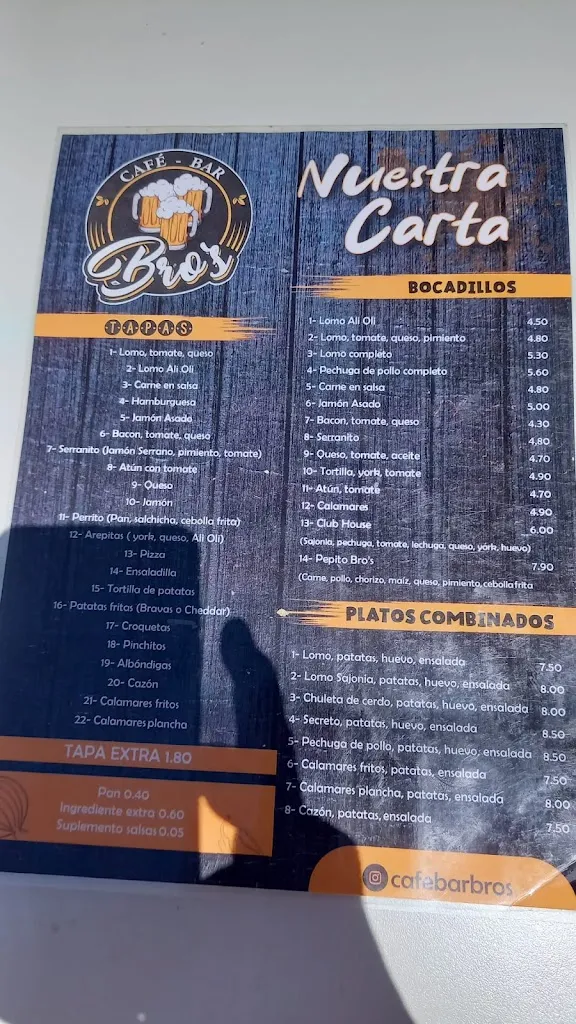 CAFÉ - BAR
Bro's
Nuestra
Carta
TAPAS
1- Lomo, tomate, queso
2- Lomo Ali Oli
3- Carne en salsa
4- Hamburguesa
5- Jamón Asado
6- Bacon, tomate, queso
7- Serranito (Jamón Serrano, pimiento, tomate)
8- Atún con tomate
9- Queso
10- Jamón
11- Perrito (Pan, salchicha, cebolla frita)
12- Arepitas ( york, queso, Ali Oli)
13- Pizza
14- Ensaladilla
15- Tortilla de patatas
16- Patatas fritas (Bravas o Cheddar)
17- Croquetas
18- Pinchitos
19- Albóndigas
20- Cazón
21- Calamares fritos
22- Calamares plancha
TAPA EXTRA 1.80
Pan 0.40
Ingrediente extra 0.60
Suplemento salsas 0.05
BOCADILLOS
1- Lomo Ali Oli 4.50
2- Lomo, tomate, queso, pimiento 4.80
3- Lomo completo 5.30
4- Pechuga de pollo completo 5.60
5- Carne en salsa 4.80
6- Jamón Asado 5.00
7- Bacon, tomate, queso 4.30
8- Serranito 4.80
9- Queso, tomate, aceite 4.70
10- Tortilla, york, tomate 4.90
11- Atún, tomate 4.70
12- Calamares 4.90
13- Club House 6.00
(Sajonia, pechuga, tomate, lechuga, queso, york, huevo)
14- Pepito Bro's 7.90
(Carne, pollo, chorizo, maíz, queso, pimiento, cebolla frita
PLATOS COMBINADOS
1- Lomo, patatas, huevo, ensalada 7.50
2- Lomo Sajonia, patatas, huevo, ensalada 8.00
3- Chuleta de cerdo, patatas, huevo, ensalada 8.00
4- Secreto, patatas, huevo, ensalada 8.50
5- Pechuga de pollo, patatas, huevo, ensalada 8.50
6- Calamares fritos, patatas, ensalada 7.50
7- Calamares plancha, patatas, ensalada 8.00
8- Cazón, patatas, ensalada 7.50
cafebarbros